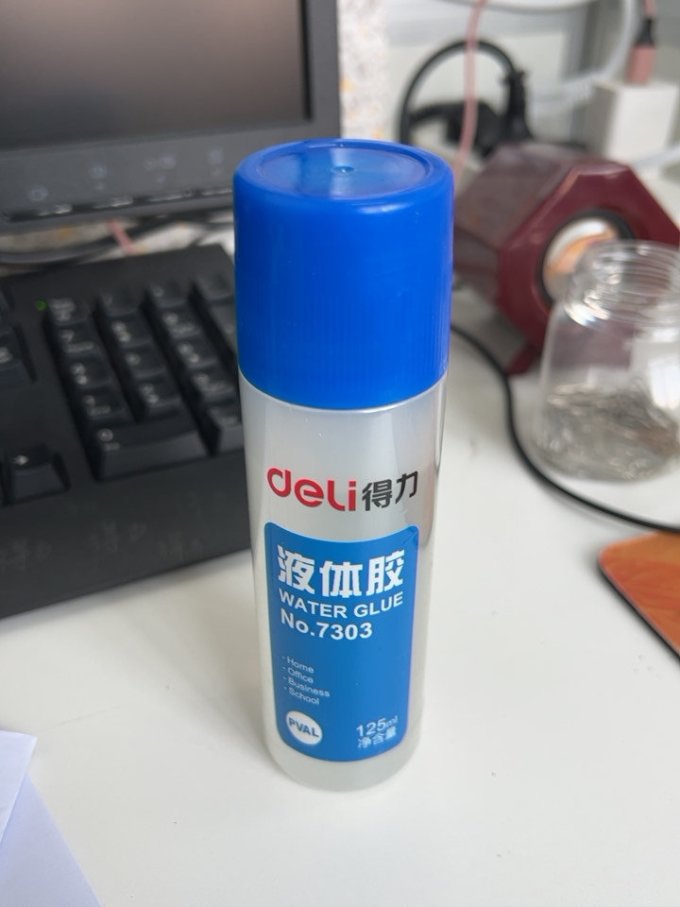 deli得力
液体胶
WATER GLUE
No.7303
- Home
- Office
- Business
- School
PVAL
125ml
净含量